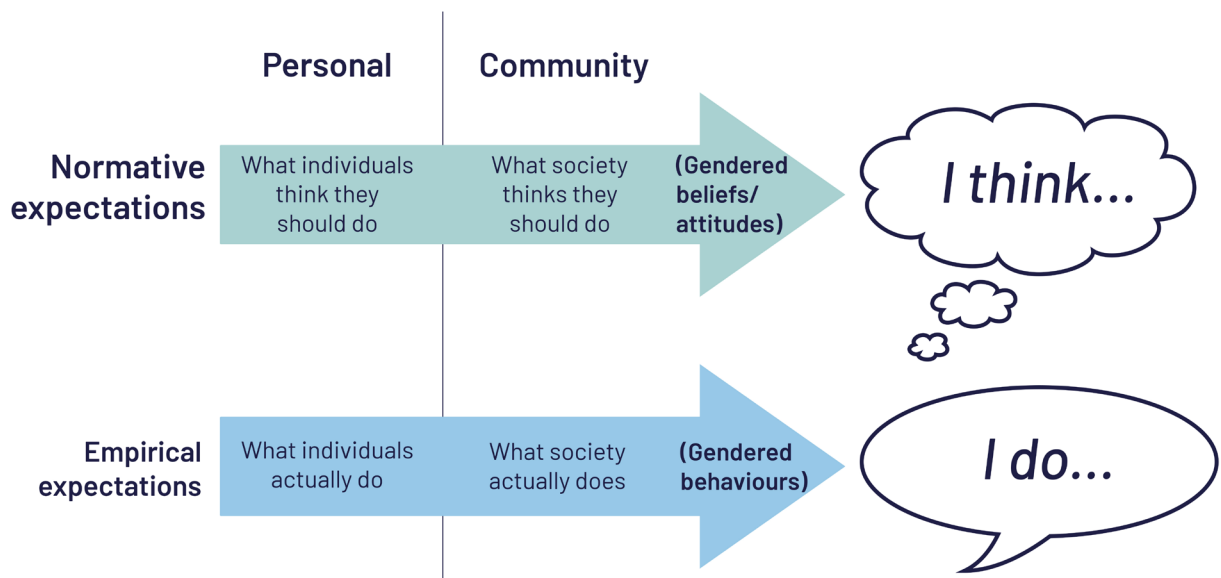 Personal
Community
Normative
expectations
What individuals
think they
should do
What society
thinks they
should do
(Gendered
beliefs/
attitudes)
I think...
Empirical
expectations
What individuals
actually do
What society
actually does
(Gendered
behaviours)
I do...